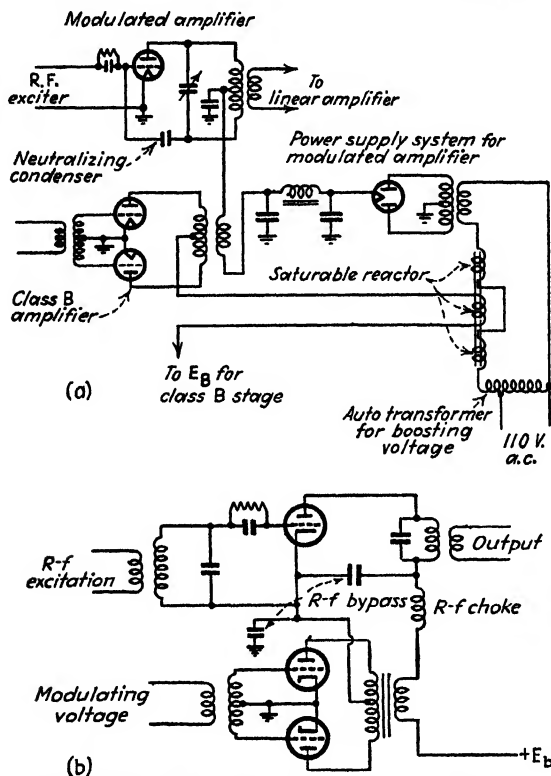 Modulated amplifier
R.F.
exciter
To
linear amplifier
Neutralizing
condenser
Power supply system for
modulated amplifier
Class B
amplifier
Saturable reactor
To E_B for
class B stage
(a)
Auto transformer
for boosting
voltage
110 V.
a.c.
R-f
excitation
Output
R-f bypass
R-f choke
Modulating
voltage
+E_b
(b)